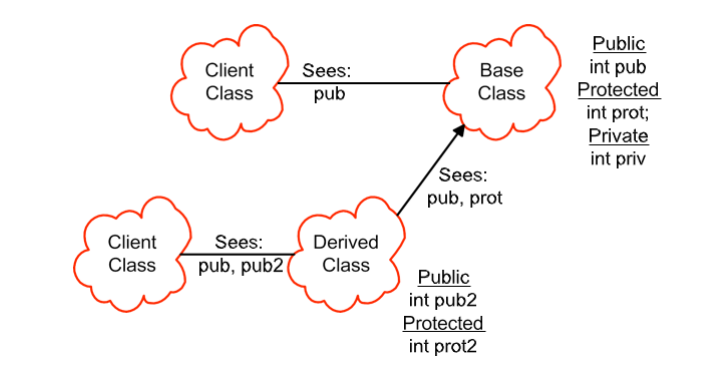 Client
Class
Sees:
pub
Base
Class
Public
int pub
Protected
int prot;
Private
int priv
Sees:
pub, prot
Client
Class
Sees:
pub, pub2
Derived
Class
Public
int pub2
Protected
int prot2